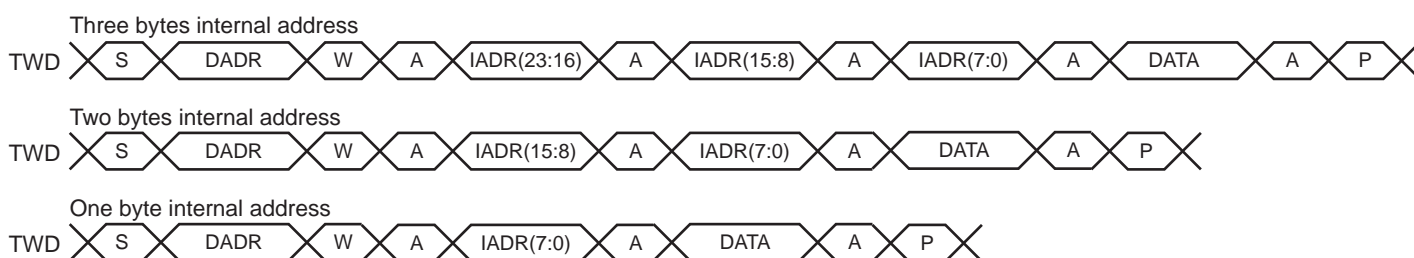 Three bytes internal address
TWD S DADR W A IADR(23:16) A IADR(15:8) A IADR(7:0) A DATA A P
Two bytes internal address
TWD S DADR W A IADR(15:8) A IADR(7:0) A DATA A P
One byte internal address
TWD S DADR W A IADR(7:0) A DATA A P